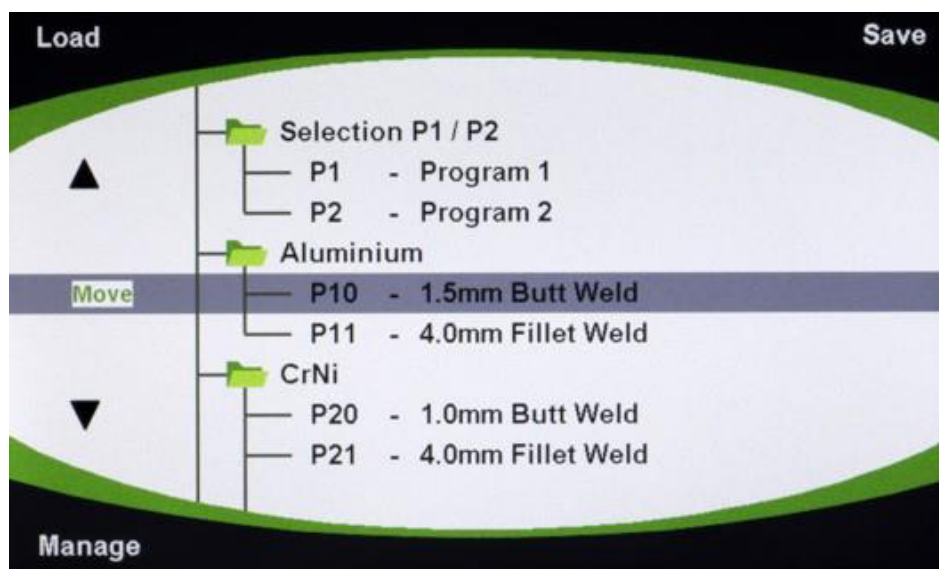 Load Save
Selection P1 / P2
P1 - Program 1
P2 - Program 2
Aluminium
Move P10 - 1.5mm Butt Weld
P11 - 4.0mm Fillet Weld
CrNi
P20 - 1.0mm Butt Weld
P21 - 4.0mm Fillet Weld
Manage